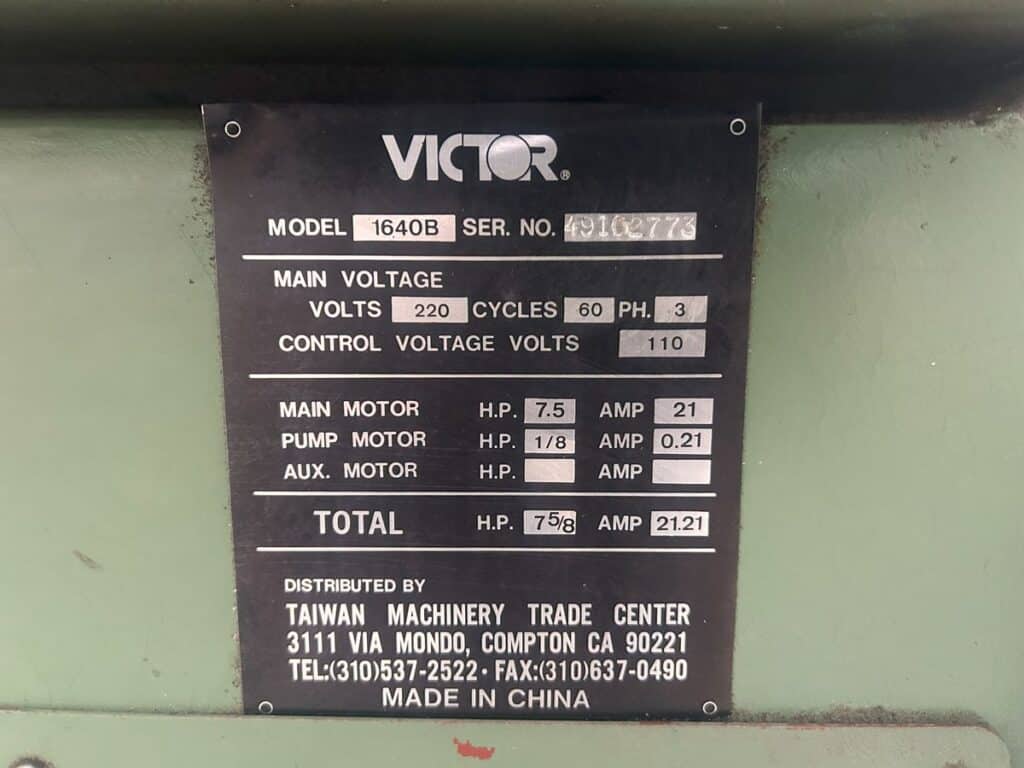 VICTOR®
MODEL 1640B SER. NO. 49162773
MAIN VOLTAGE
VOLTS 220 CYCLES 60 PH. 3
CONTROL VOLTAGE VOLTS 110
MAIN MOTOR H.P. 7.5 AMP 21
PUMP MOTOR H.P. 1/8 AMP 0.21
AUX. MOTOR H.P. AMP
TOTAL H.P. 7 5/8 AMP 21.21
DISTRIBUTED BY
TAIWAN MACHINERY TRADE CENTER
3111 VIA MONDO, COMPTON CA 90221
TEL:(310)537-2522 · FAX:(310)637-0490
MADE IN CHINA